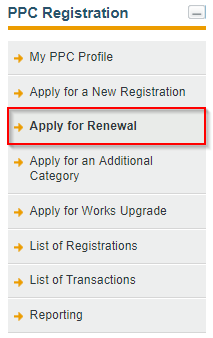 PPC Registration
My PPC Profile
Apply for a New Registration
Apply for Renewal
Apply for an Additional
Category
Apply for Works Upgrade
List of Registrations
List of Transactions
Reporting